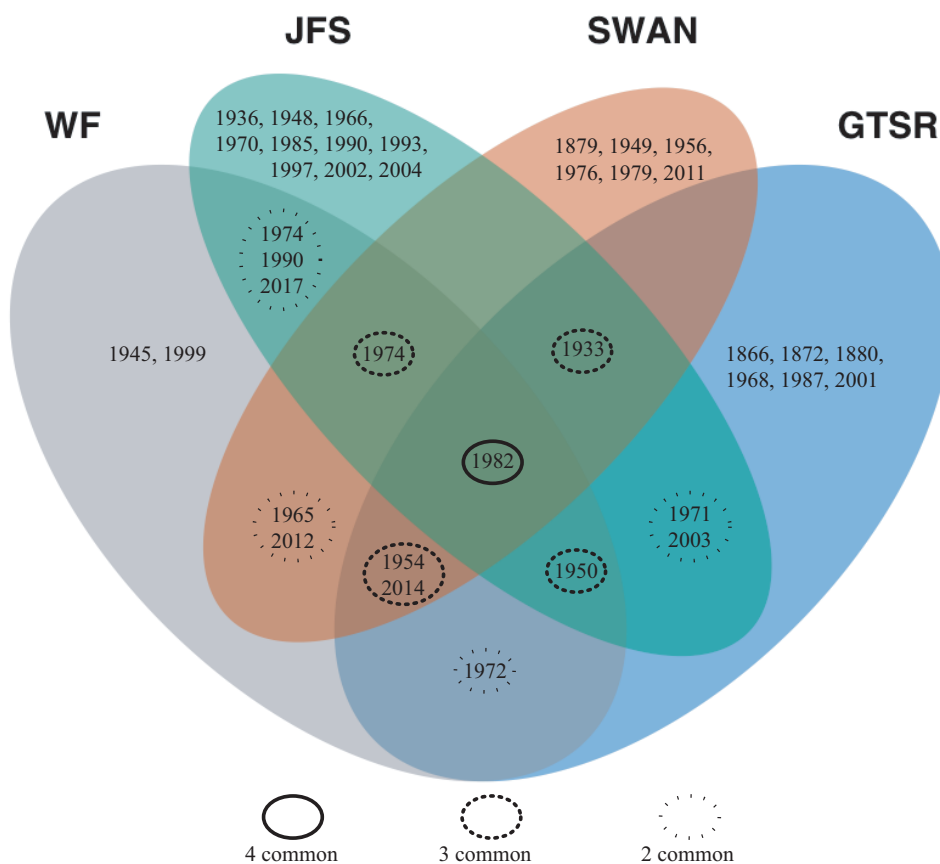 JFS
SWAN
WF
GTSR
1936, 1948, 1966,
1970, 1985, 1990, 1993,
1997, 2002, 2004
1879, 1949, 1956,
1976, 1979, 2011
1974
1990
2017
1945, 1999
1974
1933
1866, 1872, 1880,
1968, 1987, 2001
1982
1965
2012
1971
2003
1954
2014
1950
1972
4 common
3 common
2 common